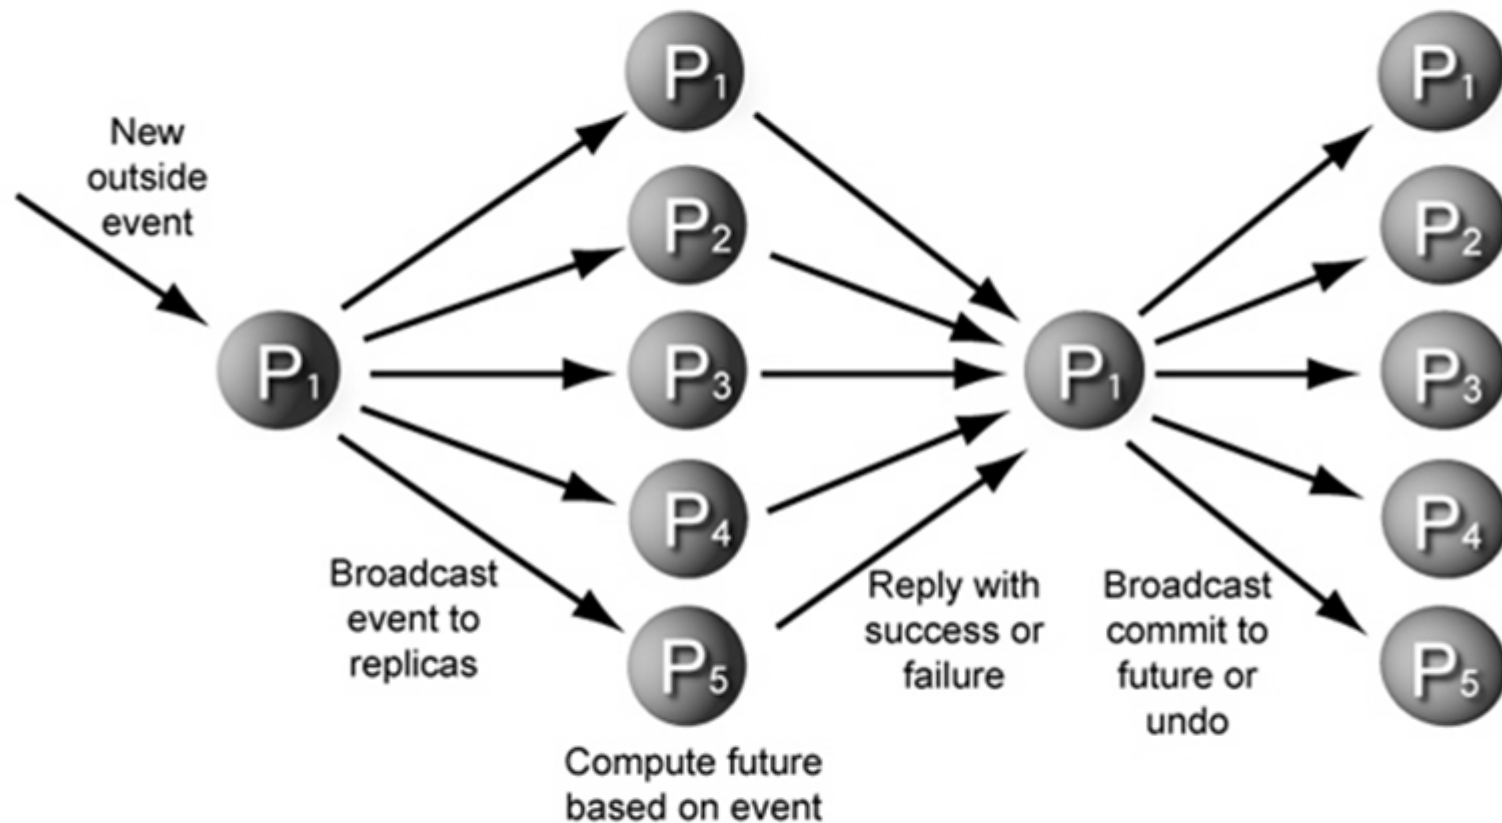 New
outside
event
P1
Broadcast
event to
replicas
P1
P2
P3
P4
P5
Compute future
based on event
Reply with
success or
failure
P1
Broadcast
commit to
future or
undo
P1
P2
P3
P4
P5